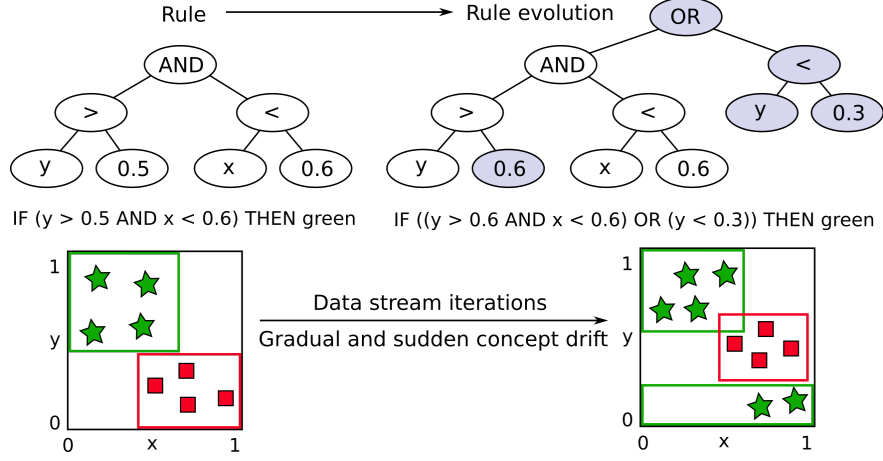 Rule
Rule evolution
OR
AND
AND
<
>
<
>
<
y
0.3
y
0.5
x
0.6
y
0.6
x
0.6
IF (y > 0.5 AND x < 0.6) THEN green
IF ((y > 0.6 AND x < 0.6) OR (y < 0.3)) THEN green
1
y
0
0
x
1
Data stream iterations
Gradual and sudden concept drift
1
y
0
0
x
1